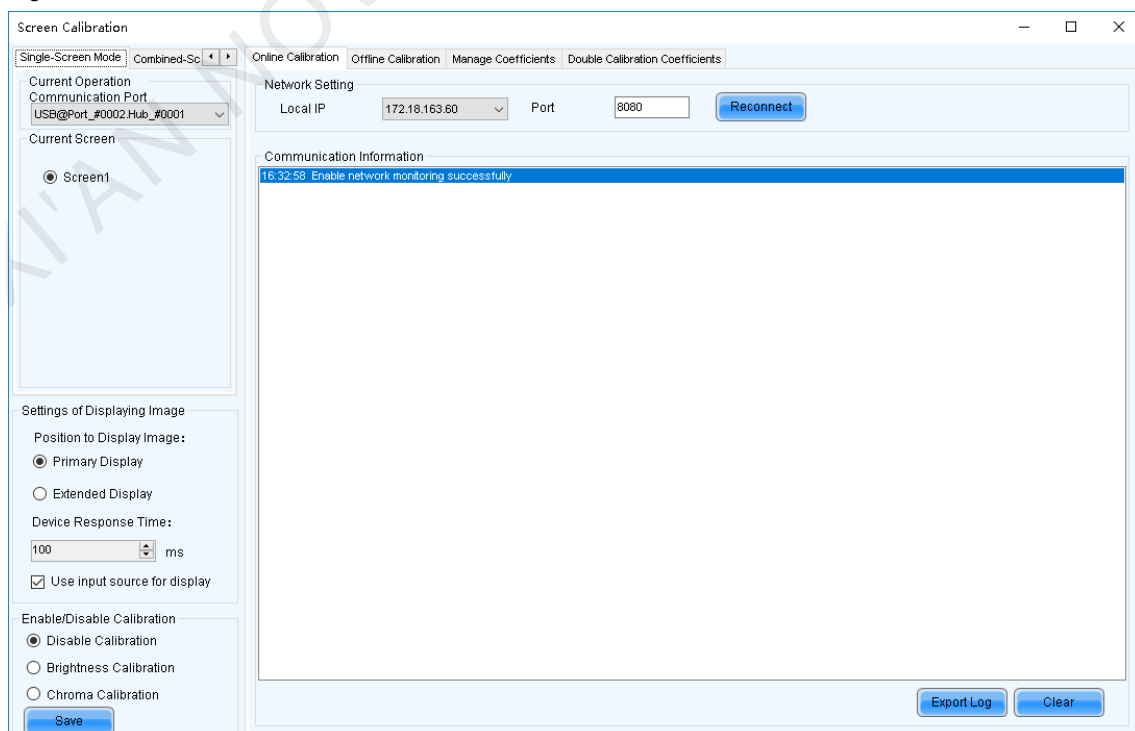 Screen Calibration
Single-Screen Mode Combined-Sc
Online Calibration Offline Calibration Manage Coefficients Double Calibration Coefficients
Current Operation
Communication Port
USB@Port_#0002.Hub_#0001
Network Setting
Local IP 172.18.163.60 Port 8080 Reconnect
Current Screen
Screen1
Communication Information
16:32:58 Enable network monitoring successfully
Settings of Displaying Image
Position to Display Image:
Primary Display
Extended Display
Device Response Time:
100 ms
Use input source for display
Enable/Disable Calibration
Disable Calibration
Brightness Calibration
Chroma Calibration
Save
Export Log Clear
XI'AN NOV